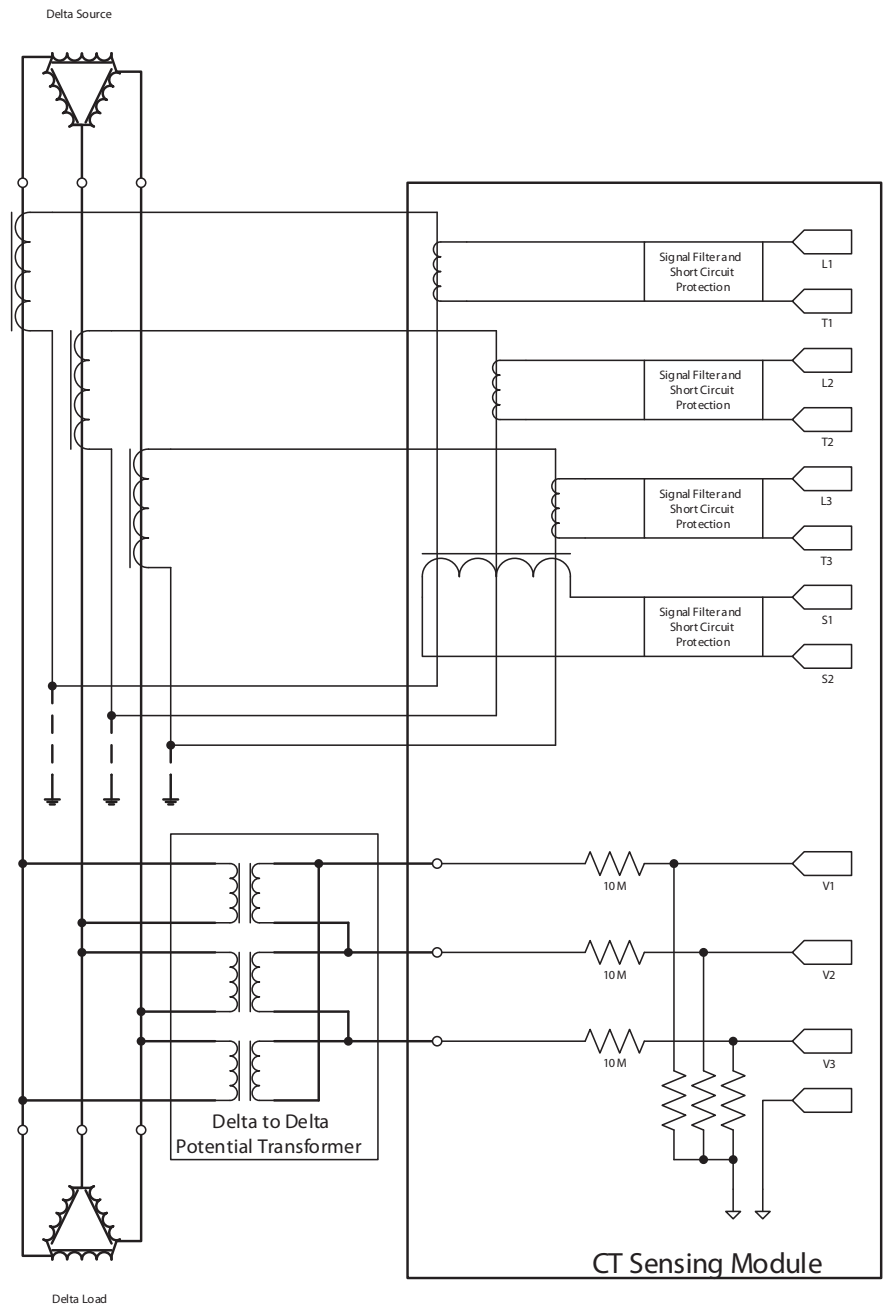 Delta Source
Signal Filter and
Short Circuit
Protection
L1
T1
Signal Filter and
Short Circuit
Protection
L2
T2
Signal Filter and
Short Circuit
Protection
L3
T3
Signal Filter and
Short Circuit
Protection
S1
S2
10 M
V1
10 M
V2
10 M
V3
Delta to Delta
Potential Transformer
CT Sensing Module
Delta Load